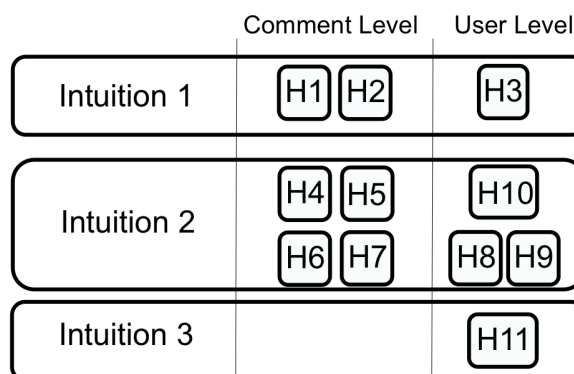 Comment Level User Level
Intuition 1 H1 H2 H3
H4 H5 H10
Intuition 2
H6 H7 H8 H9
Intuition 3 H11